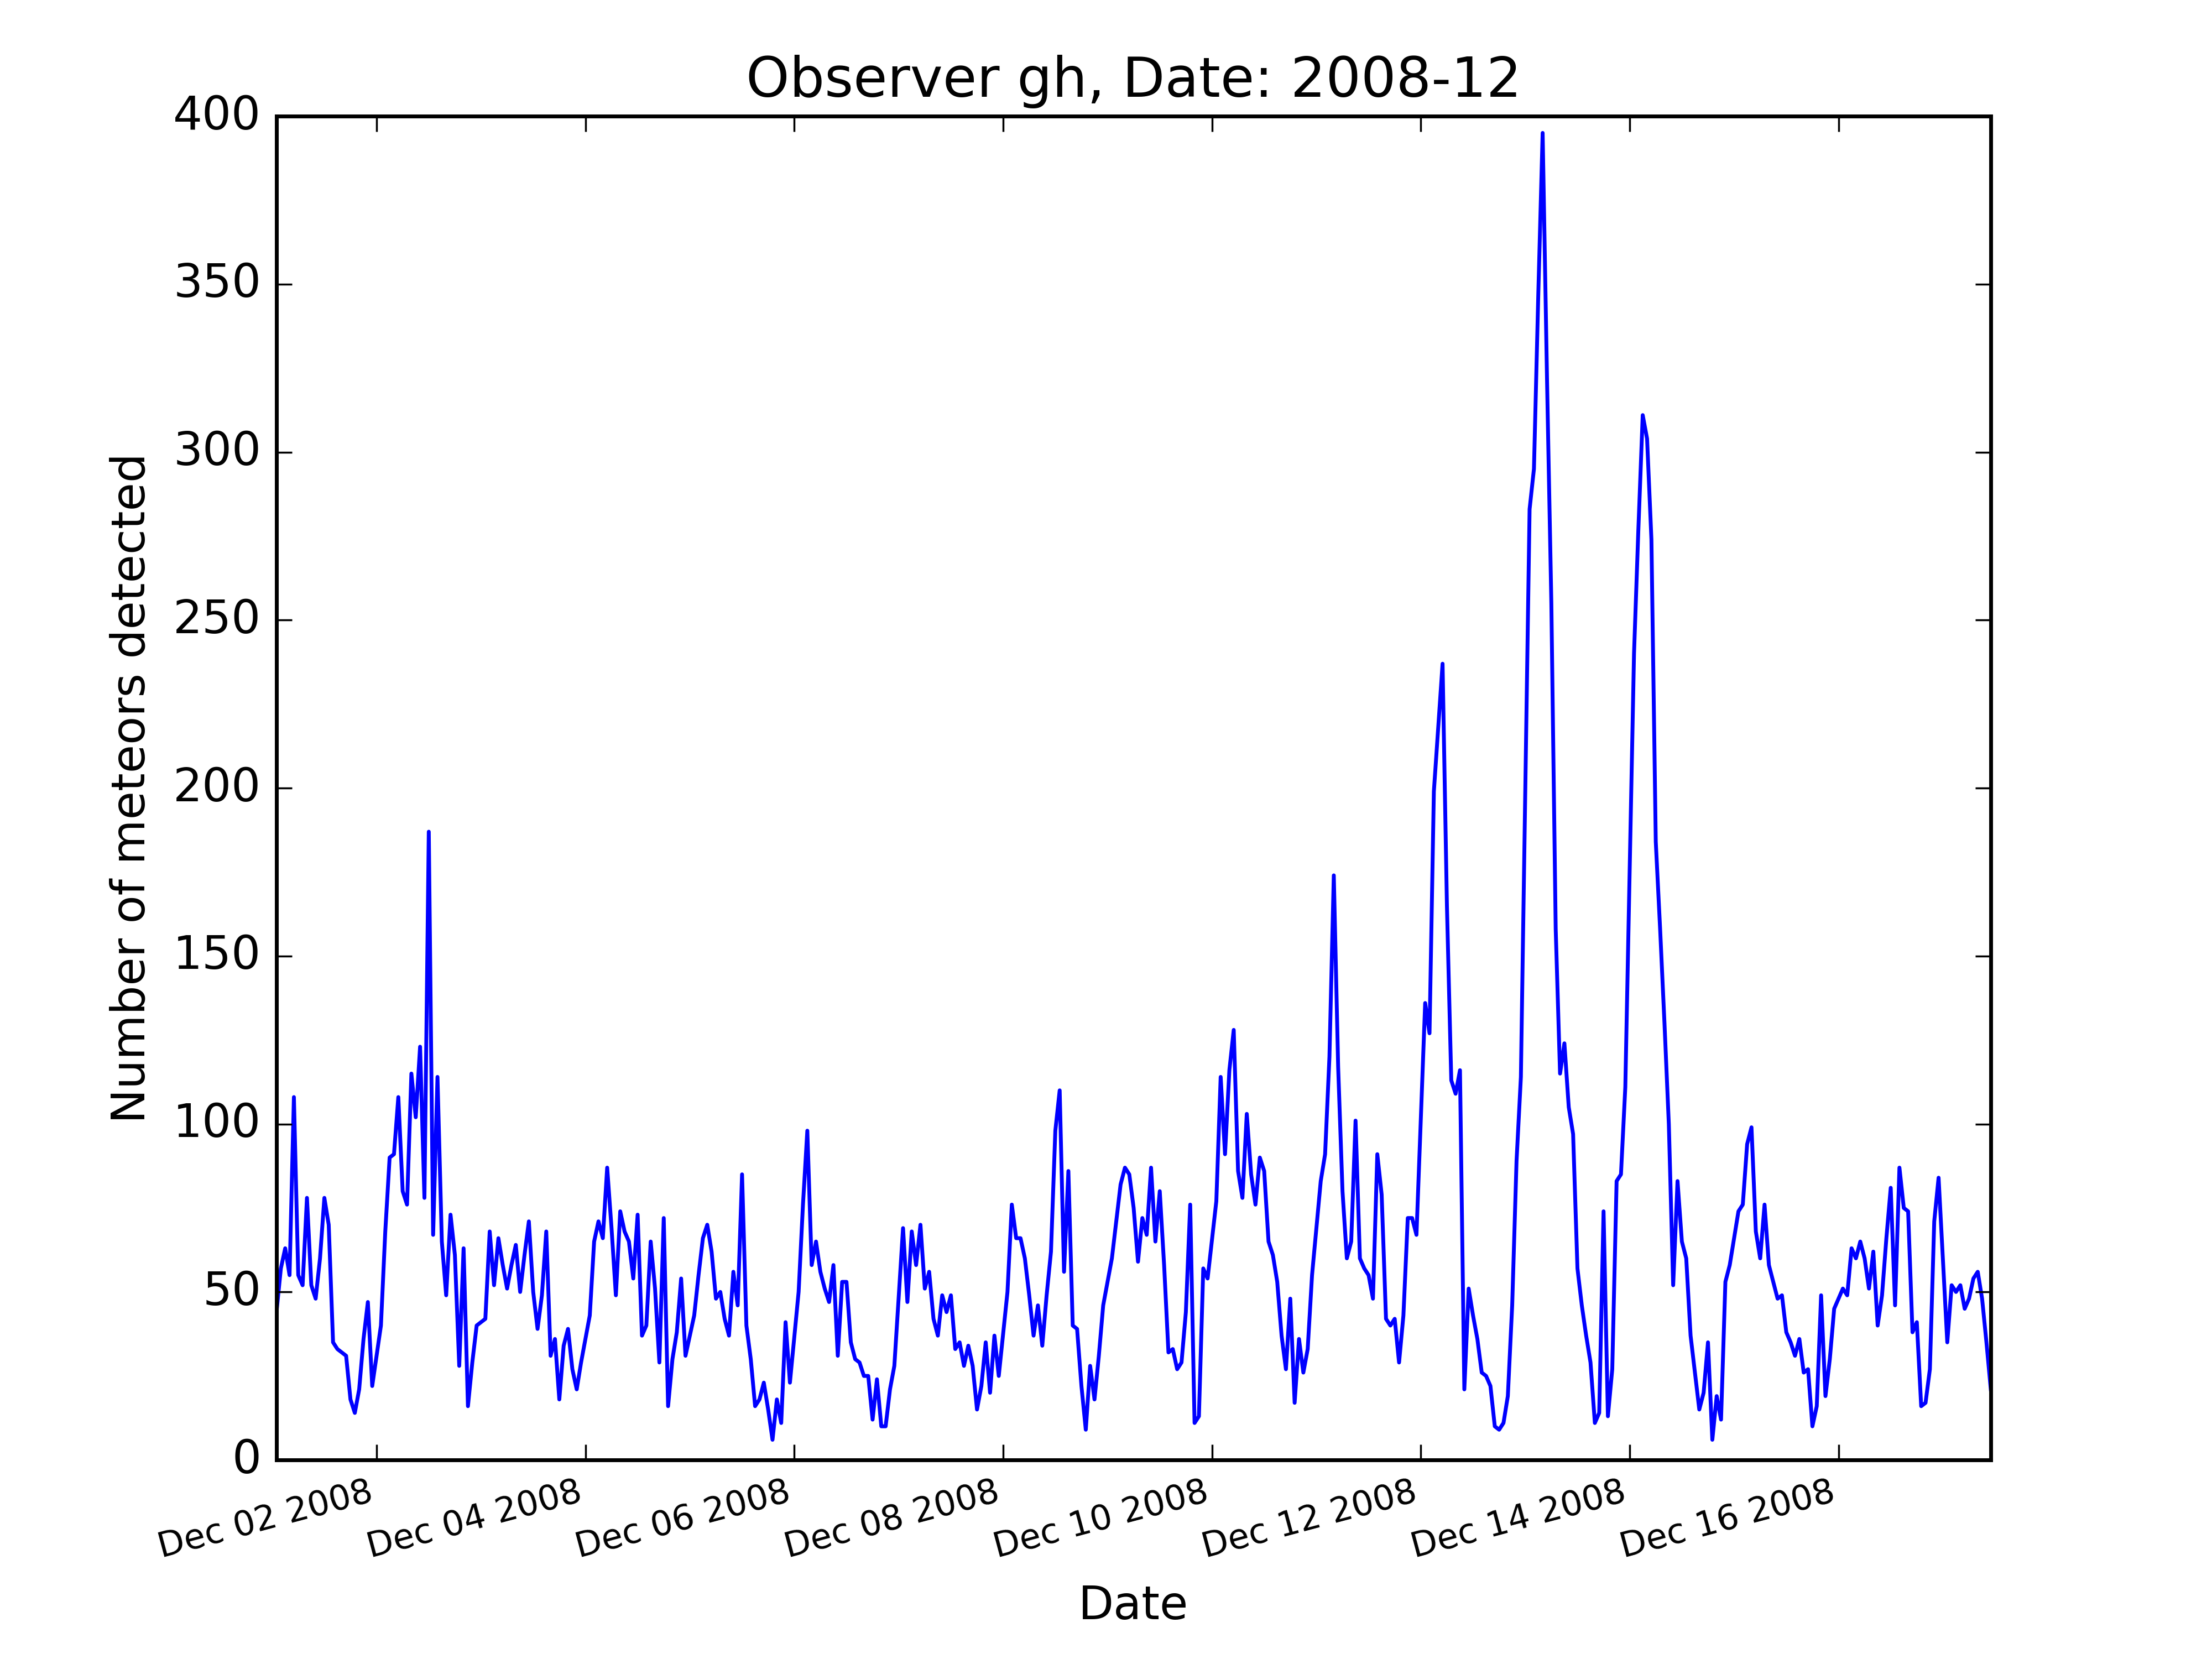 Observer gh, Date: 2008-12
400
350
300
250
200
150
100
50
0
Number of meteors detected
Dec 02 2008
Dec 04 2008
Dec 06 2008
Dec 08 2008
Dec 10 2008
Dec 12 2008
Dec 14 2008
Dec 16 2008
Date